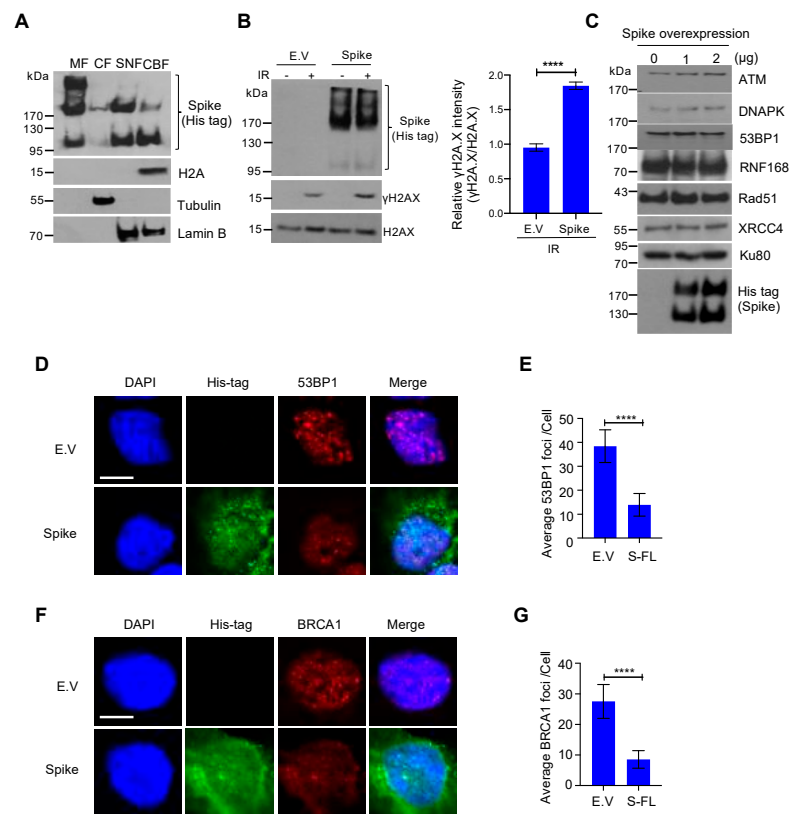 A
MF CF SNF CBF
kDa
170
130
95
Spike
(His tag)
15
H2A
55
Tubulin
70
Lamin B
B
E.V Spike
IR - + - +
kDa
170
130
95
Spike
(His tag)
15
γH2AX
15
H2AX
Relative γH2A.X intensity
(γH2A.X/H2A.X)
2.0
1.5
1.0
0.5
0.0
****
E.V Spike
IR
C
Spike overexpression
0 1 2 (µg)
kDa
170
ATM
170
DNAPK
53BP1
170
70
RNF168
43
Rad51
55
XRCC4
95
70
Ku80
170
130
His tag
(Spike)
D
DAPI His-tag 53BP1 Merge
E.V
Spike
E
Average 53BP1 foci /Cell
50
40
30
20
10
0
****
E.V S-FL
F
DAPI His-tag BRCA1 Merge
E.V
Spike
G
Average BRCA1 foci /Cell
40
30
20
10
0
****
E.V S-FL